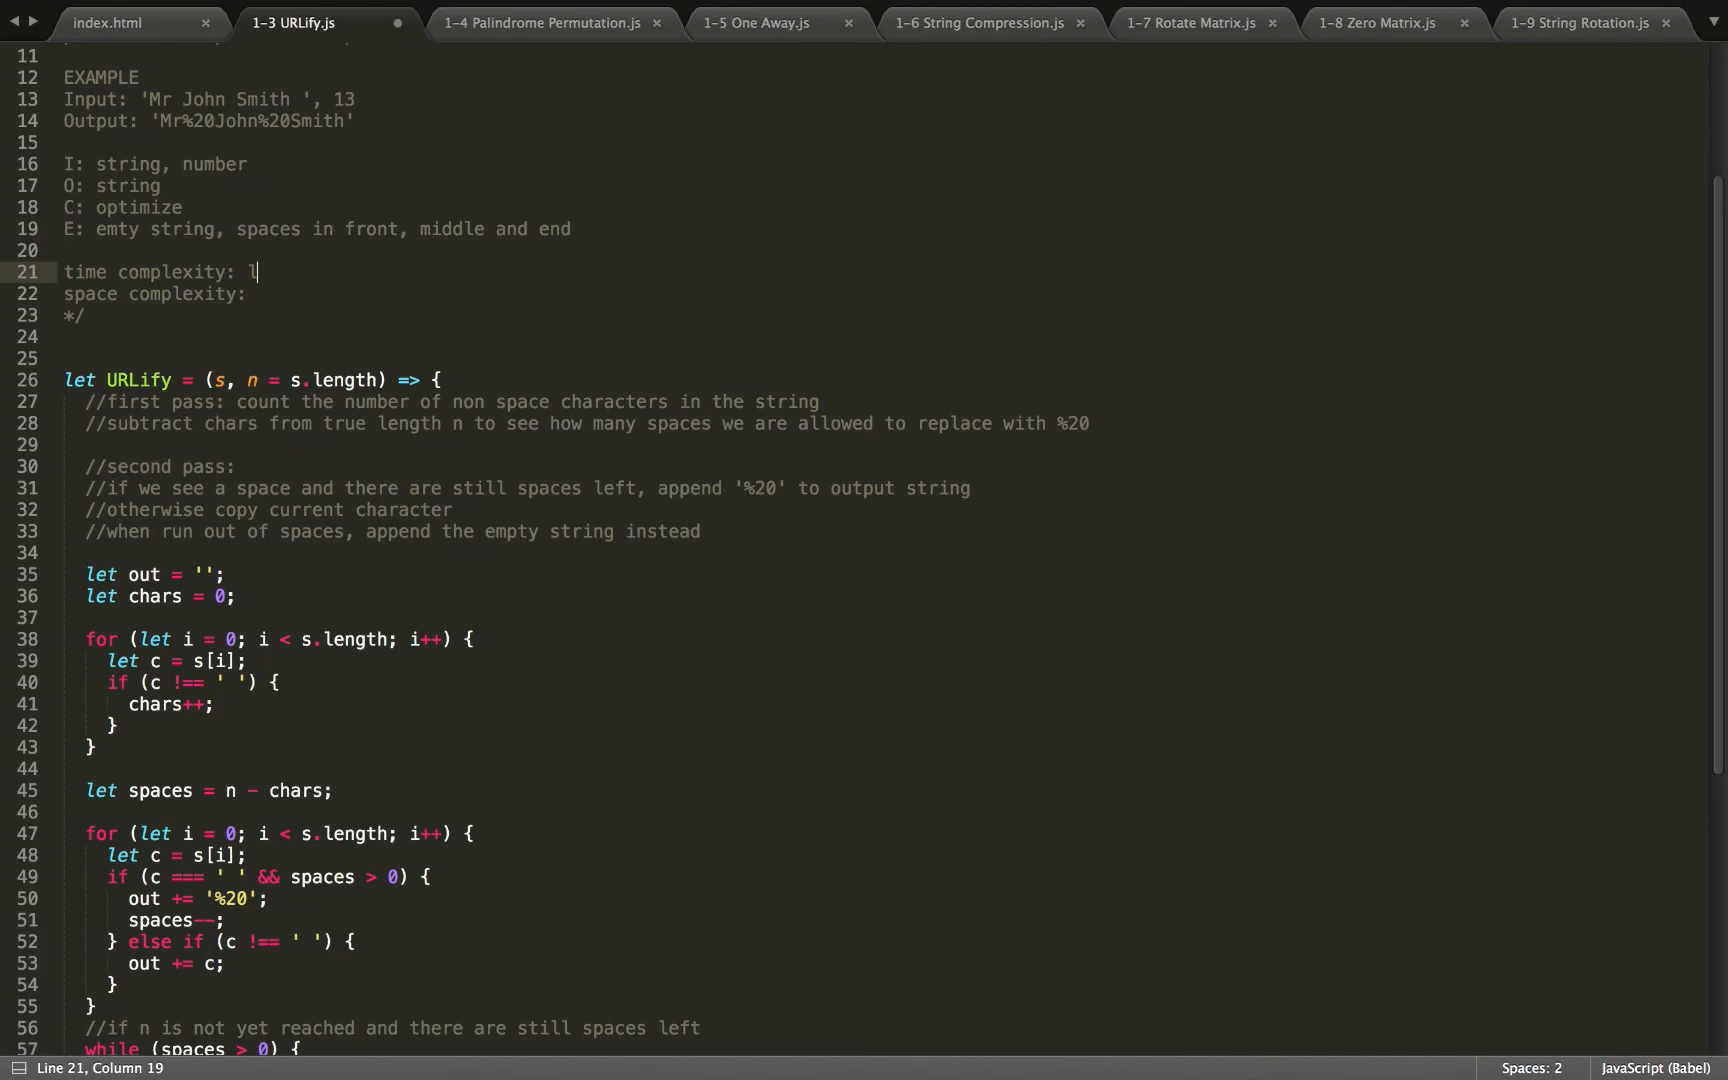 index.html
1-3 URLify.js
1-4 Palindrome Permutation.js
1-5 One Away.js
1-6 String Compression.js
1-7 Rotate Matrix.js
1-8 Zero Matrix.js
1-9 String Rotation.js
11
12 EXAMPLE
13 Input: 'Mr John Smith ', 13
14 Output: 'Mr%20John%20Smith'
15
16 I: string, number
17 O: string
18 C: optimize
19 E: emty string, spaces in front, middle and end
20
21 time complexity: l
22 space complexity:
23 */
24
25
26 let URLify = (s, n = s.length) => {
27 //first pass: count the number of non space characters in the string
28 //subtract chars from true length n to see how many spaces we are allowed to replace with %20
29
30 //second pass:
31 //if we see a space and there are still spaces left, append '%20' to output string
32 //otherwise copy current character
33 //when run out of spaces, append the empty string instead
34
35 let out = '';
36 let chars = 0;
37
38 for (let i = 0; i < s.length; i++) {
39 let c = s[i];
40 if (c !== ' ') {
41 chars++;
42 }
43 }
44
45 let spaces = n - chars;
46
47 for (let i = 0; i < s.length; i++) {
48 let c = s[i];
49 if (c === ' ' && spaces > 0) {
50 out += '%20';
51 spaces--;
52 } else if (c !== ' ') {
53 out += c;
54 }
55 }
56 //if n is not yet reached and there are still spaces left
57 while (spaces > 0) {
Line 21, Column 19
Spaces: 2
JavaScript (Babel)